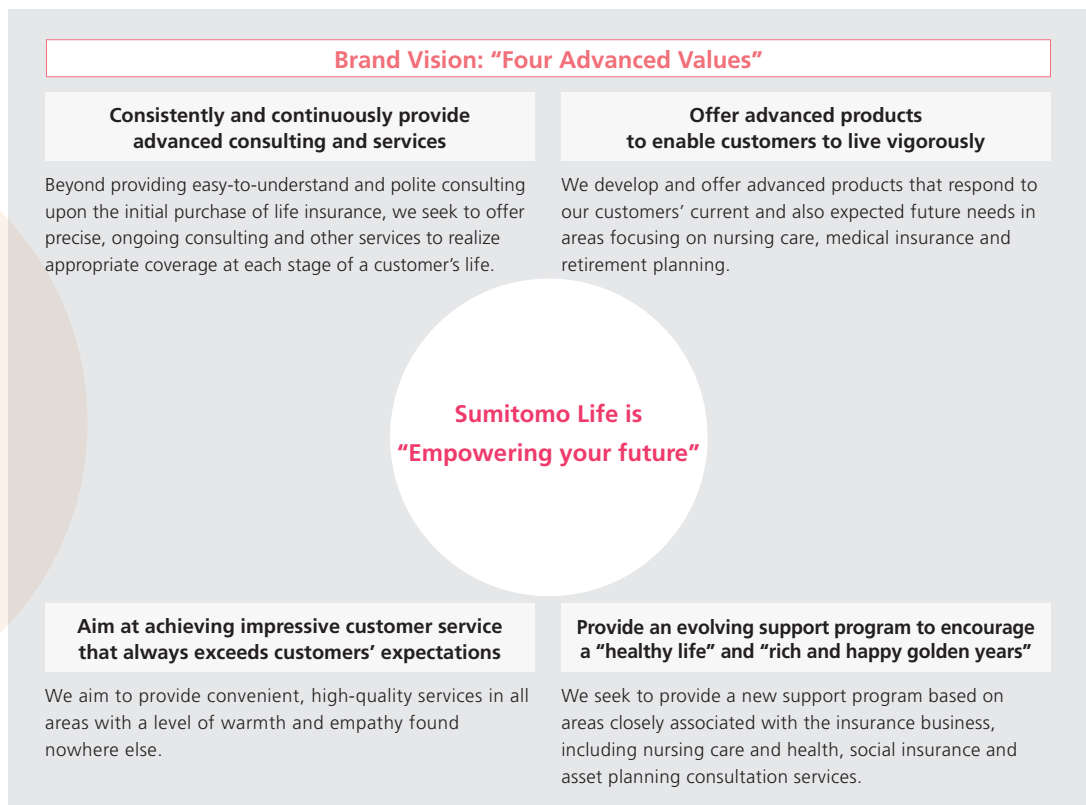 Brand Vision: “Four Advanced Values”
Consistently and continuously provide
advanced consulting and services
Beyond providing easy-to-understand and polite consulting
upon the initial purchase of life insurance, we seek to offer
precise, ongoing consulting and other services to realize
appropriate coverage at each stage of a customer’s life.
Offer advanced products
to enable customers to live vigorously
We develop and offer advanced products that respond to
our customers’ current and also expected future needs in
areas focusing on nursing care, medical insurance and
retirement planning.
Sumitomo Life is
“Empowering your future”
Aim at achieving impressive customer service
that always exceeds customers’ expectations
We aim to provide convenient, high-quality services in all
areas with a level of warmth and empathy found
nowhere else.
Provide an evolving support program to encourage
a “healthy life” and “rich and happy golden years”
We seek to provide a new support program based on
areas closely associated with the insurance business,
including nursing care and health, social insurance and
asset planning consultation services.